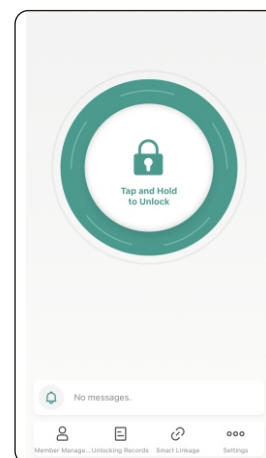 Tap and Hold
to Unlock
No messages.
Member Manage... Unlocking Records Smart Linkage Settings